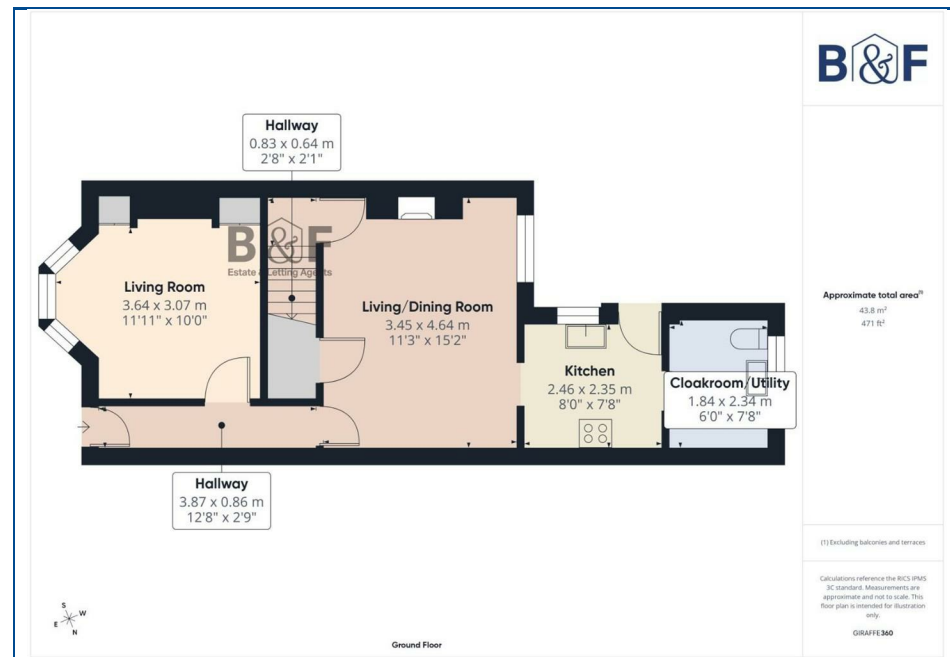 B&F
Hallway
0.83 x 0.64 m
2'8" x 2'1"
B&F
Estate & Letting Agents
Living Room
3.64 x 3.07 m
11'11" x 10'0"
Living/Dining Room
3.45 x 4.64 m
11'3" x 15'2"
Kitchen
2.46 x 2.35 m
8'0" x 7'8"
Cloakroom/Utility
1.84 x 2.34 m
6'0" x 7'8"
Hallway
3.87 x 0.86 m
12'8" x 2'9"
Approximate total area(1)
43.8 m²
471 ft²
(1) Excluding balconies and terraces
Calculations reference the RICS IPMS
3C standard. Measurements are
approximate and not to scale. This
floor plan is intended for illustration
only.
GIRAFFE360
S
W
E
N
Ground Floor